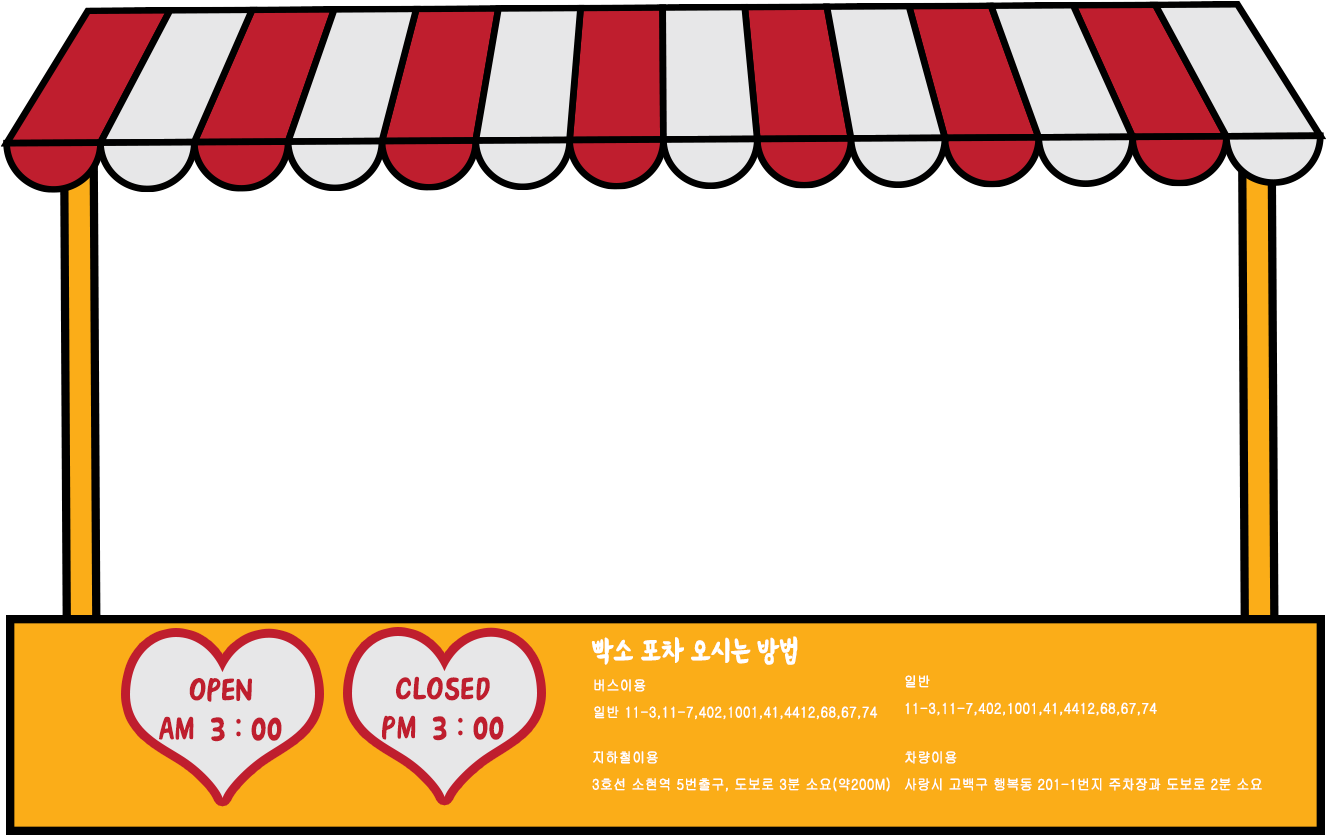 OPEN
AM 3:00
CLOSED
PM 3:00
박소 포차 오시는 방법
버스이용
일반 11-3,11-7,402,1001,41,4412,68,67,74
일반
11-3,11-7,402,1001,41,4412,68,67,74
지하철이용
3호선 소현역 5번출구, 도보로 3분 소요(약200M)
차량이용
사랑시 고백구 행복동 201-1번지 주차장과 도보로 2분 소요